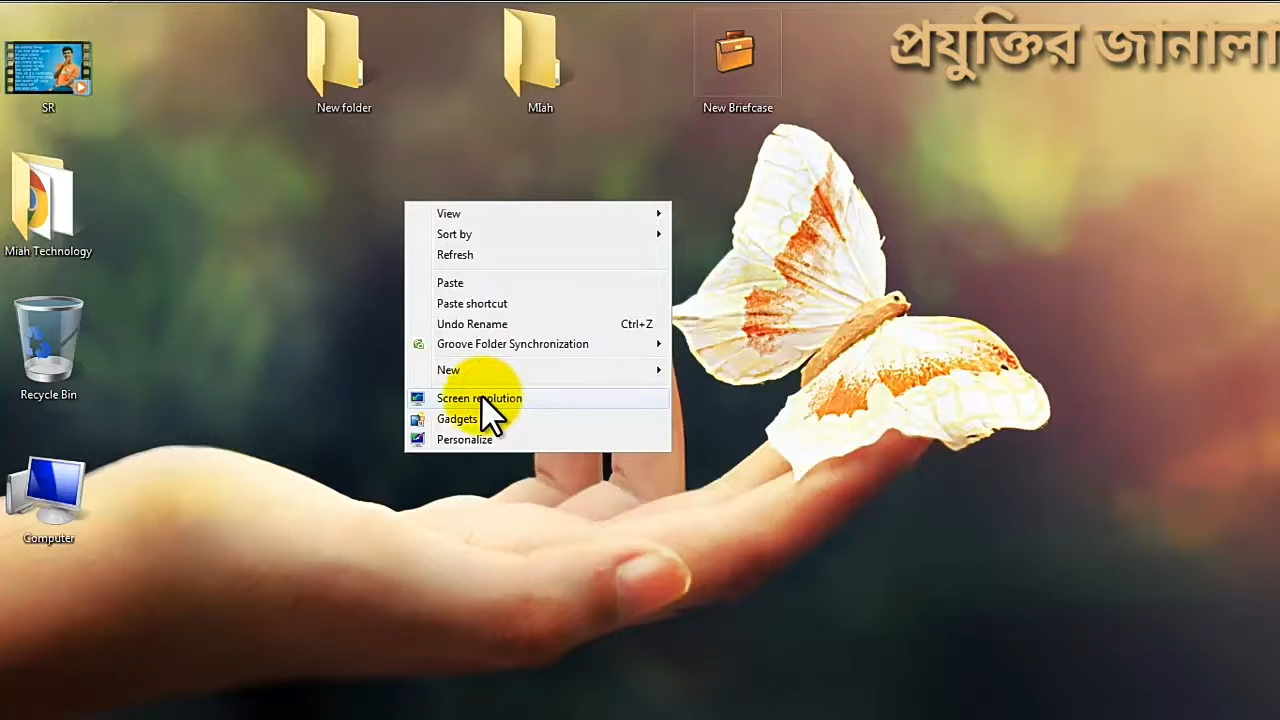 প্রযুক্তির জানালা
SR
New folder
MIah
New Briefcase
Miah Technology
Recycle Bin
Computer
View
Sort by
Refresh
Paste
Paste shortcut
Undo Rename Ctrl+Z
Groove Folder Synchronization
New
Screen resolution
Gadgets
Personalize